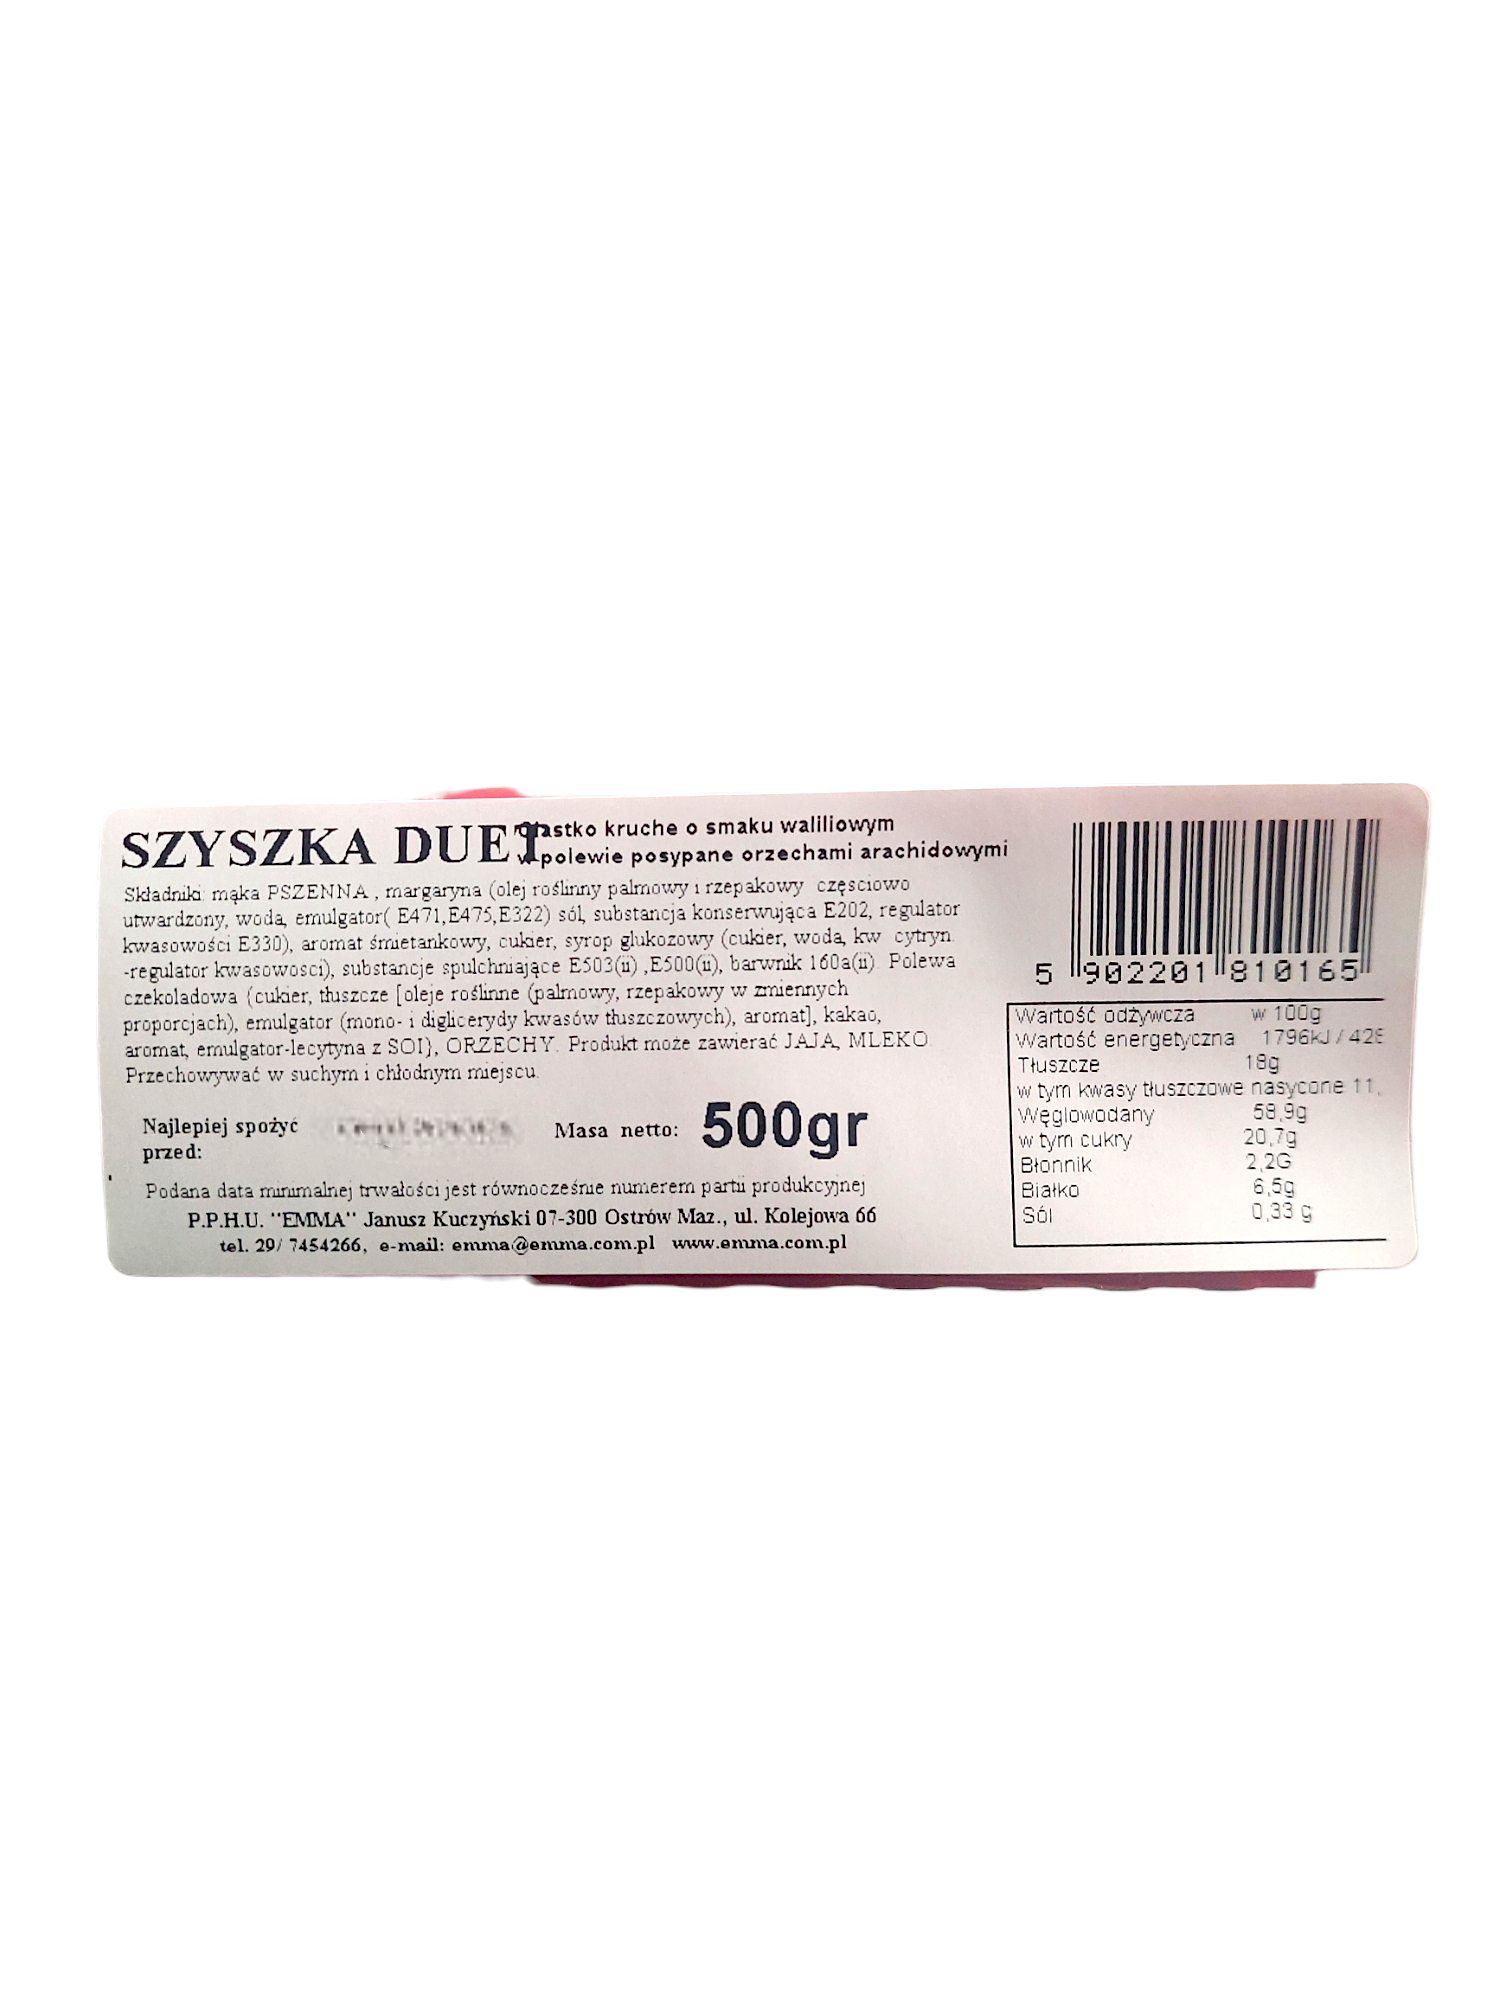 SZYSZKA DUET
Ciastko kruche o smaku waliliowym
w polewie posypane orzechami arachidowymi
Składniki: mąka PSZENNA , margaryna (olej roślinny palmowy i rzepakowy częsciowo
utwardzony, woda, emulgator( E471,E475,E322) sól, substancja konserwująca E202, regulator
kwasowości E330), aromat śmietankowy, cukier, syrop glukozowy (cukier, woda, kw cytryn.
-regulator kwasowosci), substancje spulchniające E503(ii) ,E500(ii), barwnik 160a(ii). Polewa
czekoladowa {cukier, tłuszcze [oleje roślinne (palmowy, rzepakowy w zmiennych
proporcjach), emulgator (mono- i diglicerydy kwasów tłuszczowych), aromat], kakao,
aromat, emulgator-lecytyna z SOI}, ORZECHY. Produkt może zawierać JAJA, MLEKO.
Przechowywać w suchym i chłodnym miejscu.
Najlepiej spożyć
przed:
Masa netto: 500gr
Podana data minimalnej trwałości jest równocześnie numerem partii produkcyjnej
P.P.H.U. "EMMA" Janusz Kuczyński 07-300 Ostrów Maz., ul. Kolejowa 66
tel. 29/ 7454266, e-mail: emma@emma.com.pl www.emma.com.pl
5 902201 810165
Wartość odżywcza w 100g
Wartość energetyczna 1796kJ / 428
Tłuszcze 18g
w tym kwasy tłuszczowe nasycone 11,
Węglowodany 58,9g
w tym cukry 20,7g
Błonnik 2,2G
Białko 6,5g
Sól 0,33 g